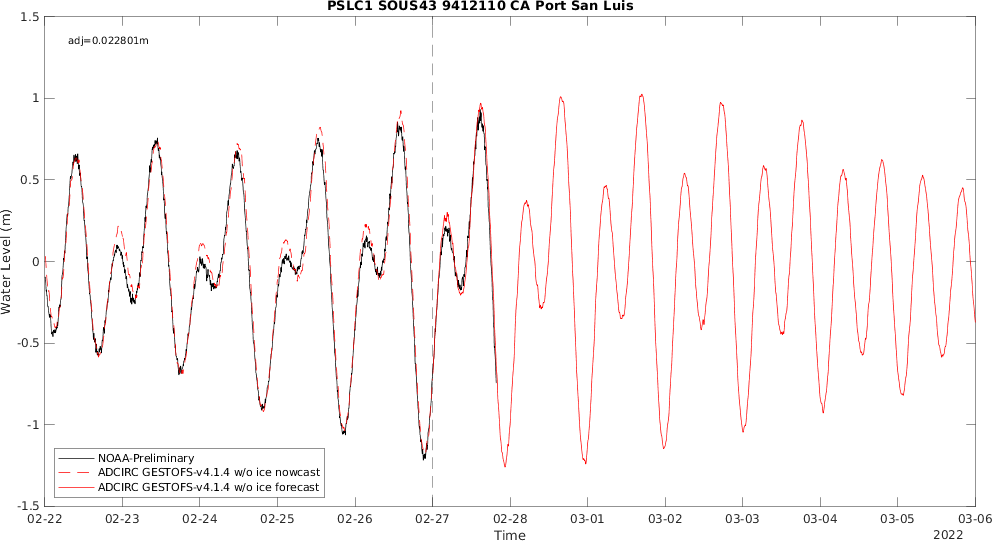 PSLC1 SOUS43 9412110 CA Port San Luis
1.5
adj=0.022801m
1
0.5
0
-0.5
-1
-1.5
Water Level (m)
NOAA-Preliminary
ADCIRC GESTOFS-v4.1.4 w/o ice nowcast
ADCIRC GESTOFS-v4.1.4 w/o ice forecast
02-22 02-23 02-24 02-25 02-26 02-27 02-28 03-01 03-02 03-03 03-04 03-05 03-06
Time
2022